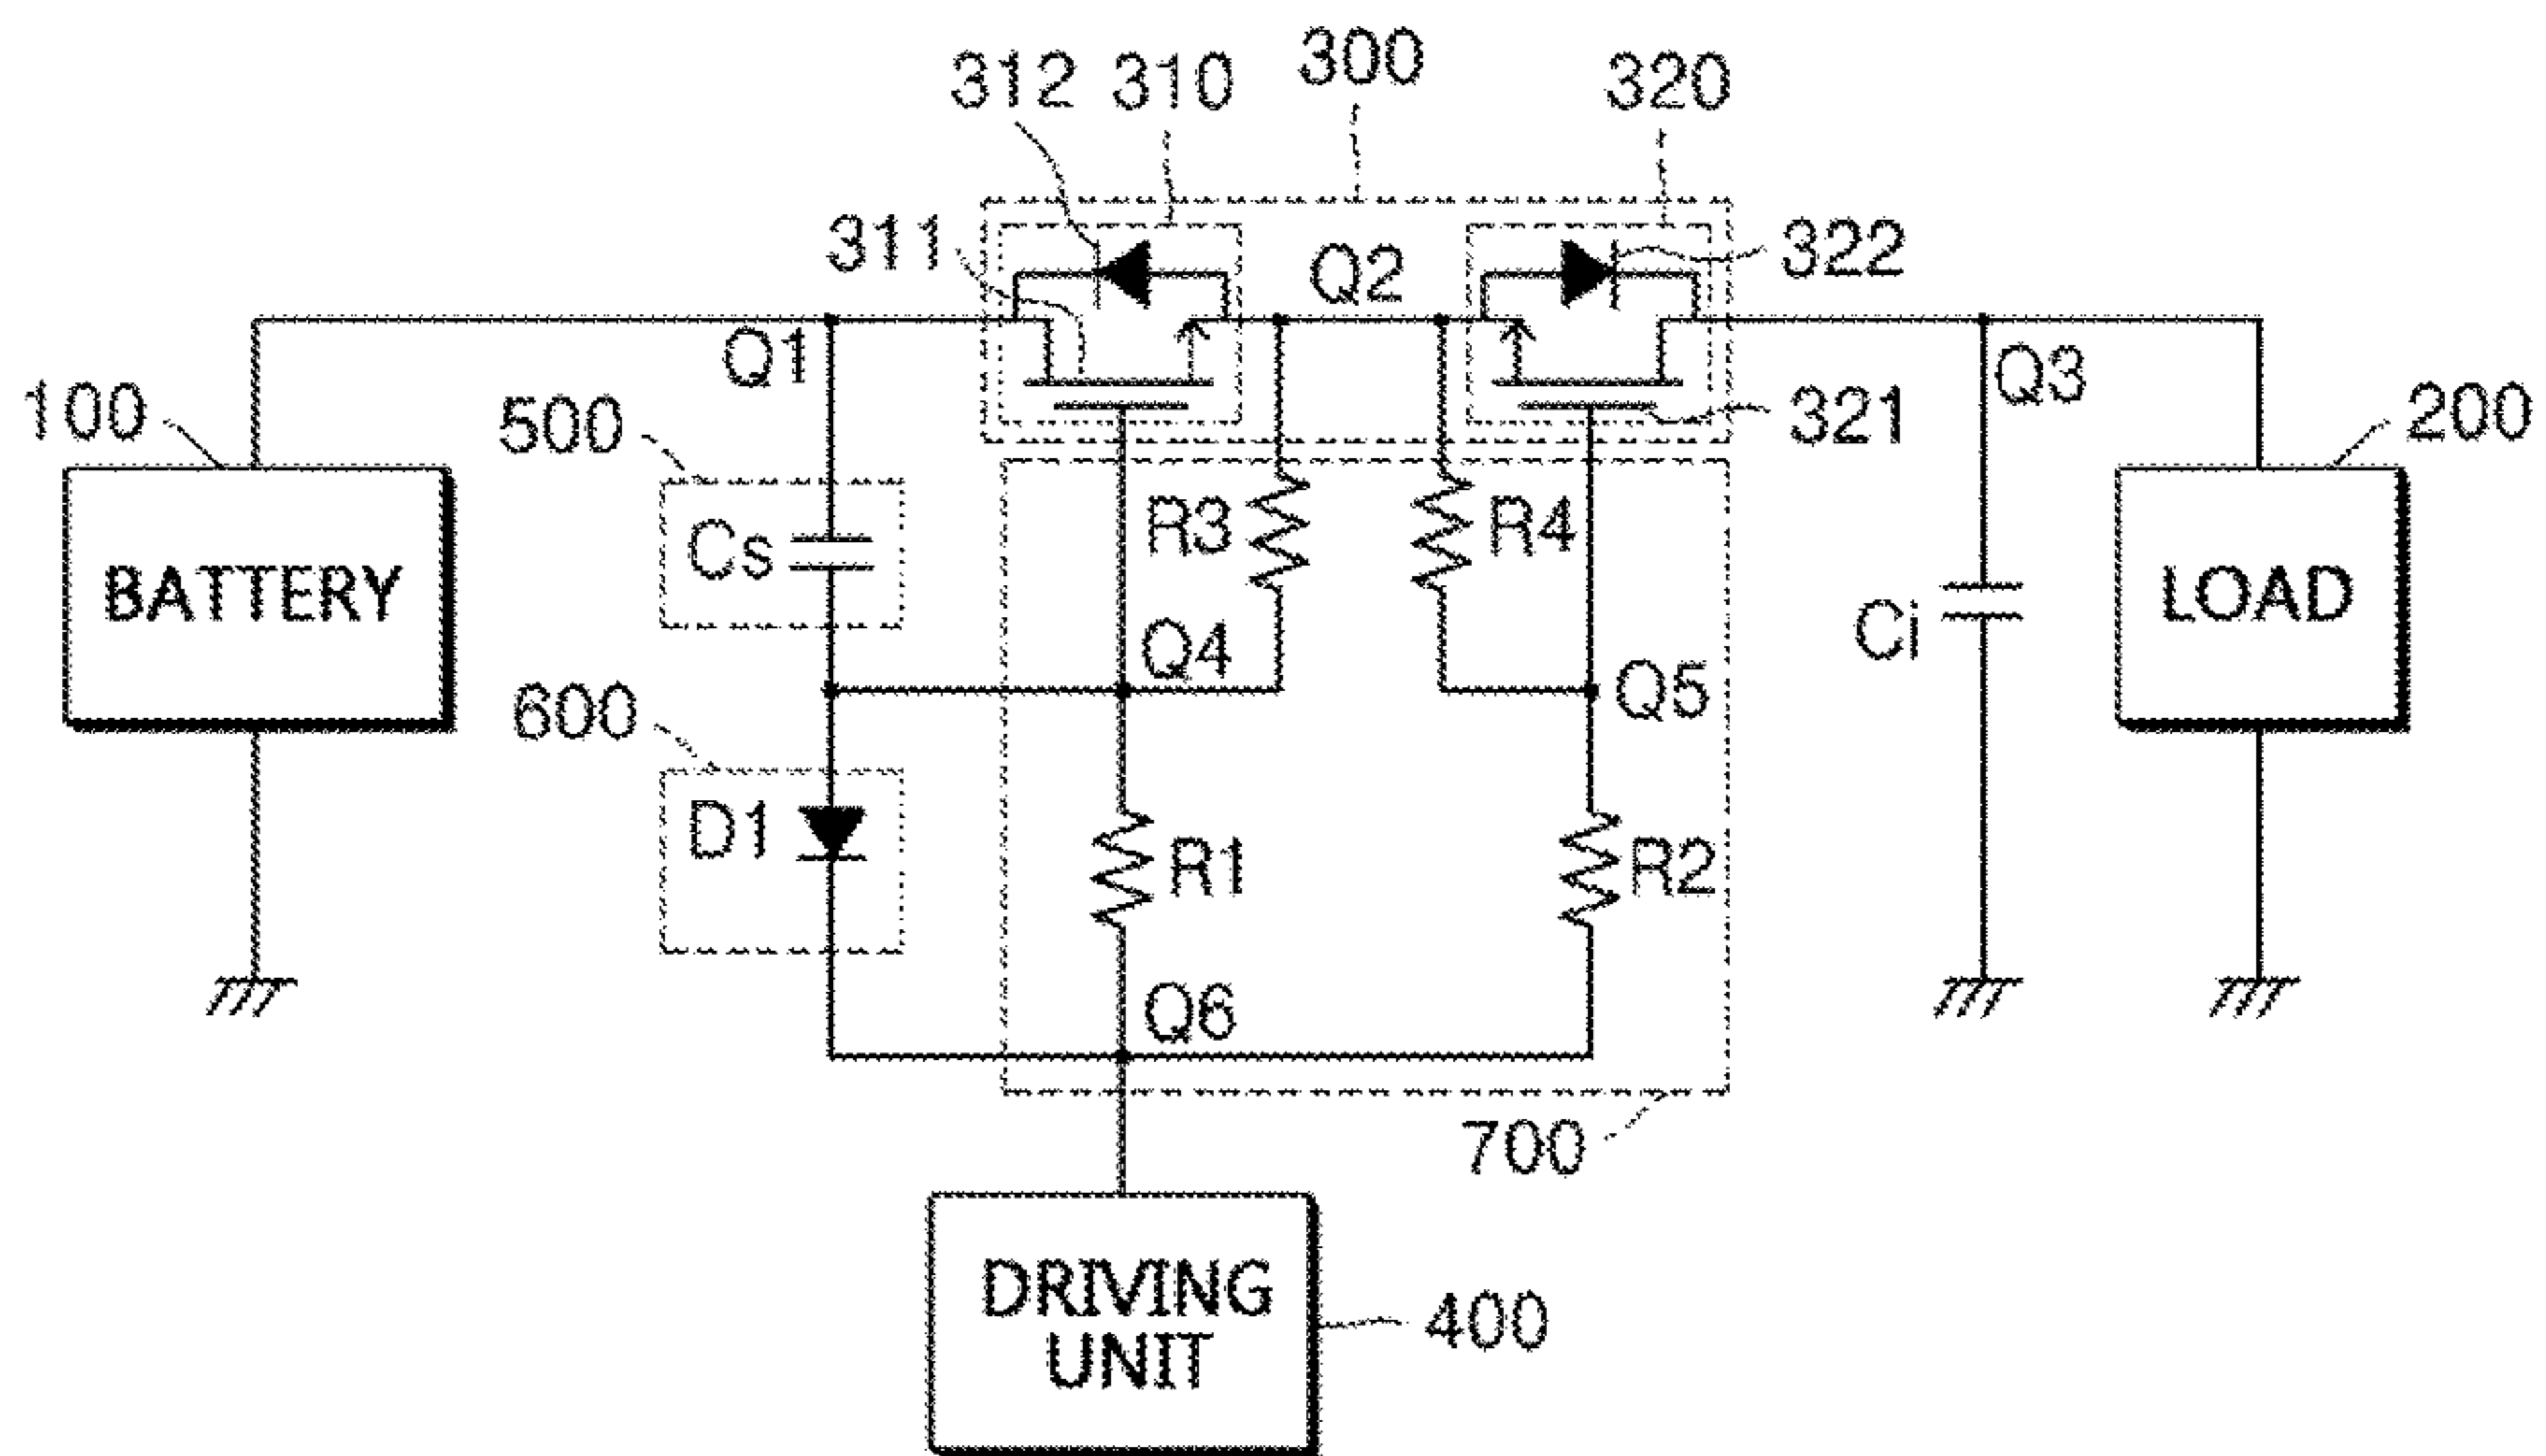 312 310 300 320
311 Q2 322
Q1 Q3
100 500 321 200
R3 R4
BATTERY Cs Ci LOAD
Q4 Q5
600
D1 R1 R2
Q6
700
DRIVING
UNIT
400